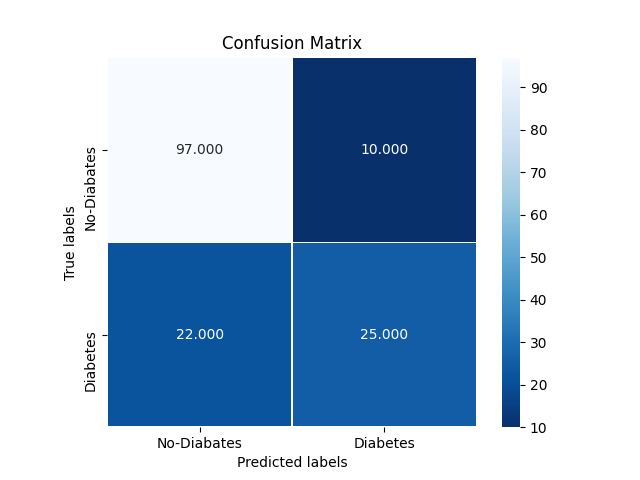 Confusion Matrix
True labels
No-Diabates
Diabetes
97.000
10.000
22.000
25.000
No-Diabates
Diabetes
Predicted labels
90
80
70
60
50
40
30
20
10